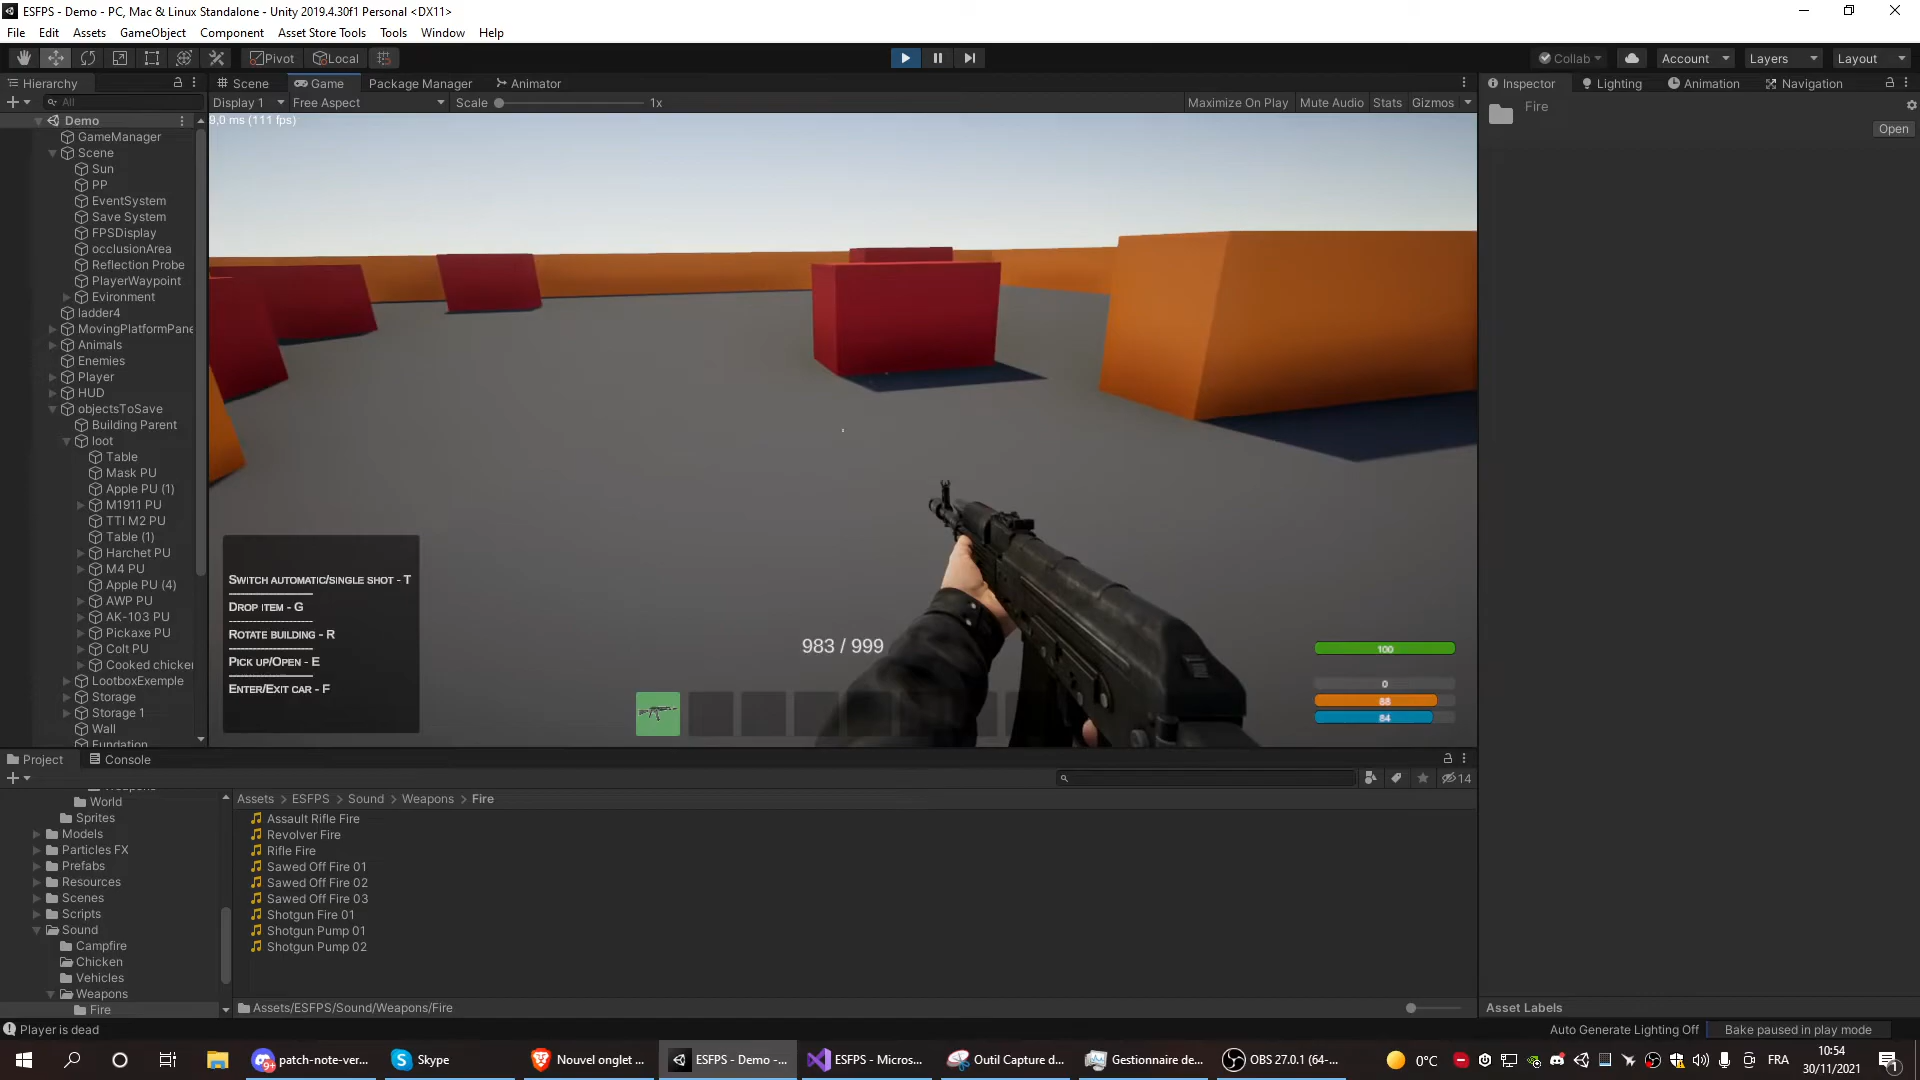 ESFPS - Demo - PC, Mac & Linux Standalone - Unity 2019.4.30f1 Personal <DX11>
File Edit Assets GameObject Component Asset Store Tools Tools Window Help
Pivot Local Collab Account Layers Layout
Hierarchy
All
Demo
GameManager
Scene
Sun
PP
EventSystem
Save System
FPSDisplay
occlusionArea
Reflection Probe
PlayerWaypoint
Evironment
ladder4
MovingPlatformPane
Animals
Enemies
Player
HUD
objectsToSave
Building Parent
loot
Table
Mask PU
Apple PU (1)
M1911 PU
TTI M2 PU
Table (1)
Harchet PU
M4 PU
Apple PU (4)
AWP PU
AK-103 PU
Pickaxe PU
Colt PU
Cooked chicken
LootboxExemple
Storage
Storage 1
Wall
Fundation
Scene Game Package Manager Animator
Display 1 Free Aspect Scale 1x Maximize On Play Mute Audio Stats Gizmos
9,0 ms (111 fps)
SWITCH AUTOMATIC/SINGLE SHOT - T
DROP ITEM - G
ROTATE BUILDING - R
PICK UP/OPEN - E
ENTER/EXIT CAR - F
983 / 999
100
0
88
84
Inspector Lighting Animation Navigation
Fire
Open
Project Console
14
World
Sprites
Models
Particles FX
Prefabs
Resources
Scenes
Scripts
Sound
Campfire
Chicken
Vehicles
Weapons
Fire
Assets > ESFPS > Sound > Weapons > Fire
Assault Rifle Fire
Revolver Fire
Rifle Fire
Sawed Off Fire 01
Sawed Off Fire 02
Sawed Off Fire 03
Shotgun Fire 01
Shotgun Pump 01
Shotgun Pump 02
Assets/ESFPS/Sound/Weapons/Fire
Asset Labels
Player is dead
Auto Generate Lighting Off Bake paused in play mode
9+ patch-note-ver... Skype Nouvel onglet ... ESFPS - Demo -... ESFPS - Micros... Outil Capture d... Gestionnaire de... OBS 27.0.1 (64-... 0°C FRA
10:54
30/11/2021
1